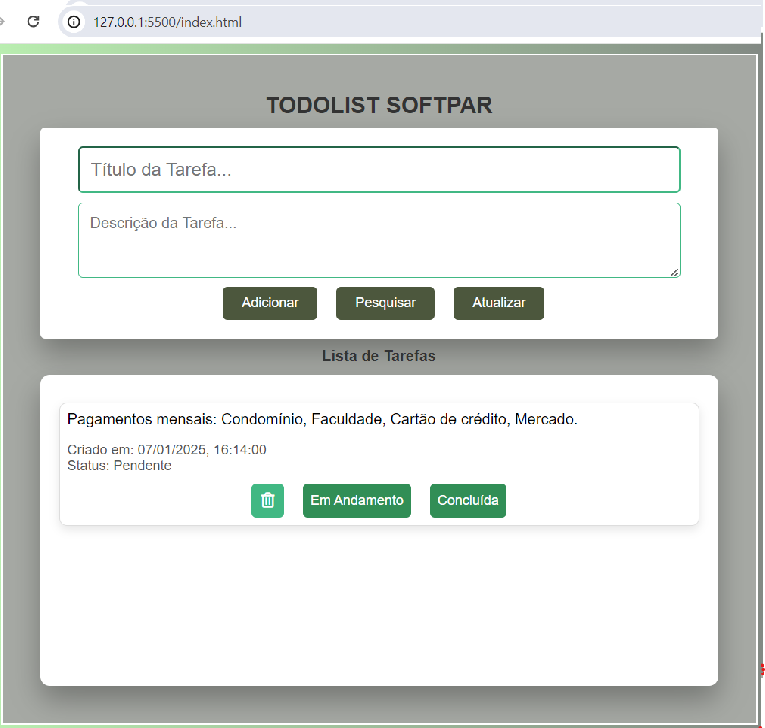 127.0.0.1:5500/index.html
TODOLIST SOFTPAR
Título da Tarefa...
Descrição da Tarefa...
Adicionar Pesquisar Atualizar
Lista de Tarefas
Pagamentos mensais: Condomínio, Faculdade, Cartão de crédito, Mercado.
Criado em: 07/01/2025, 16:14:00
Status: Pendente
Em Andamento Concluída